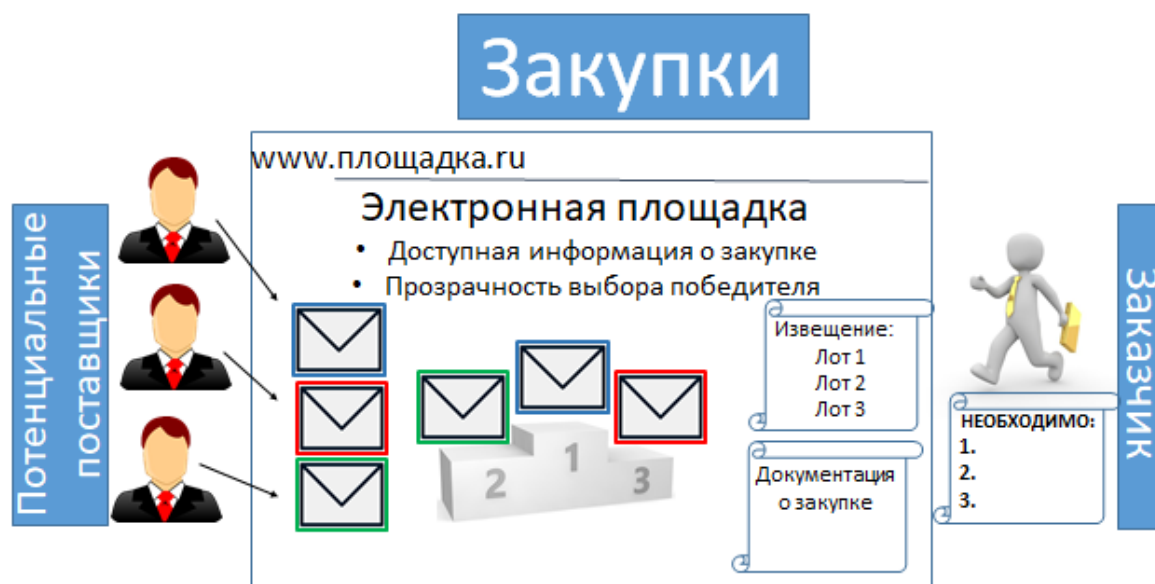 Закупки
www.площадка.ru
Электронная площадка
• Доступная информация о закупке
• Прозрачность выбора победителя
Потенциальные
поставщики
Извещение:
Лот 1
Лот 2
Лот 3
Документация
о закупке
2
1
3
НЕОБХОДИМО:
1.
2.
3.
Заказчик